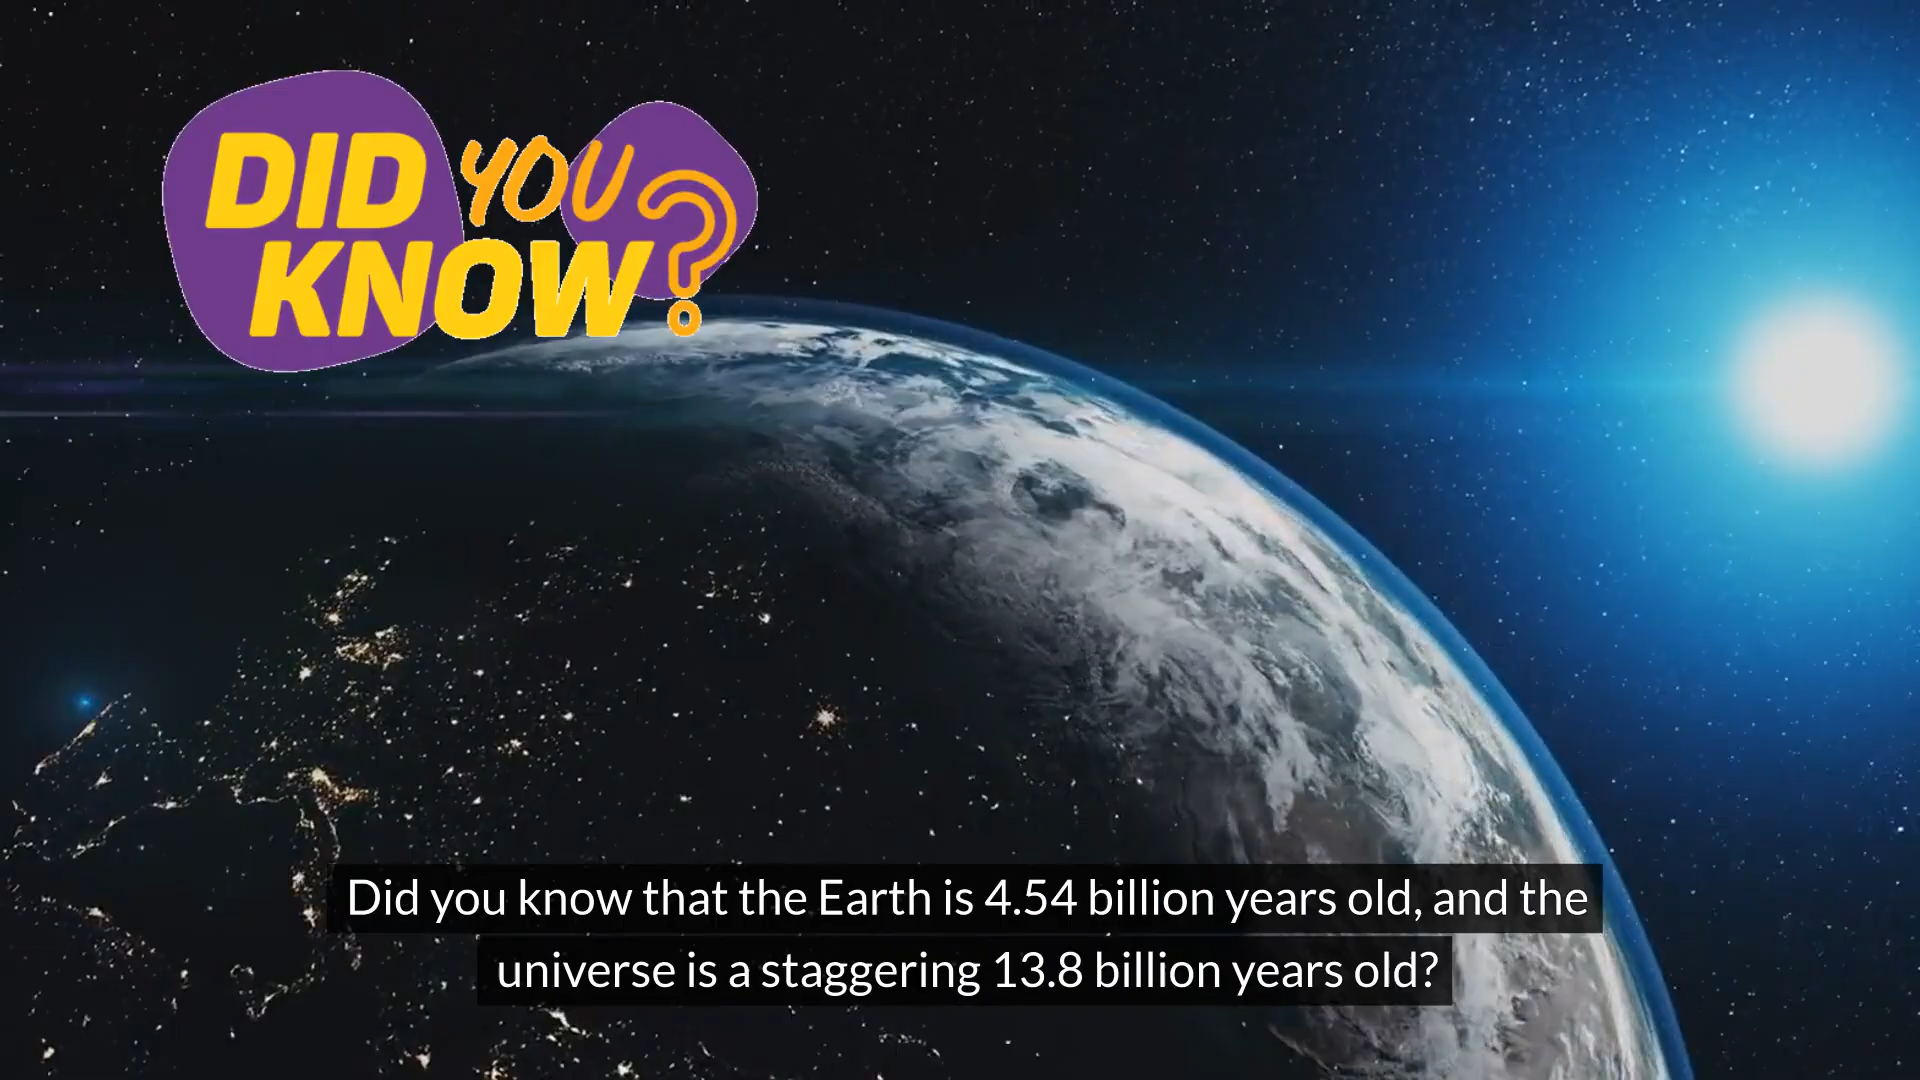 DID YOU
KNOW?
Did you know that the Earth is 4.54 billion years old, and the
universe is a staggering 13.8 billion years old?